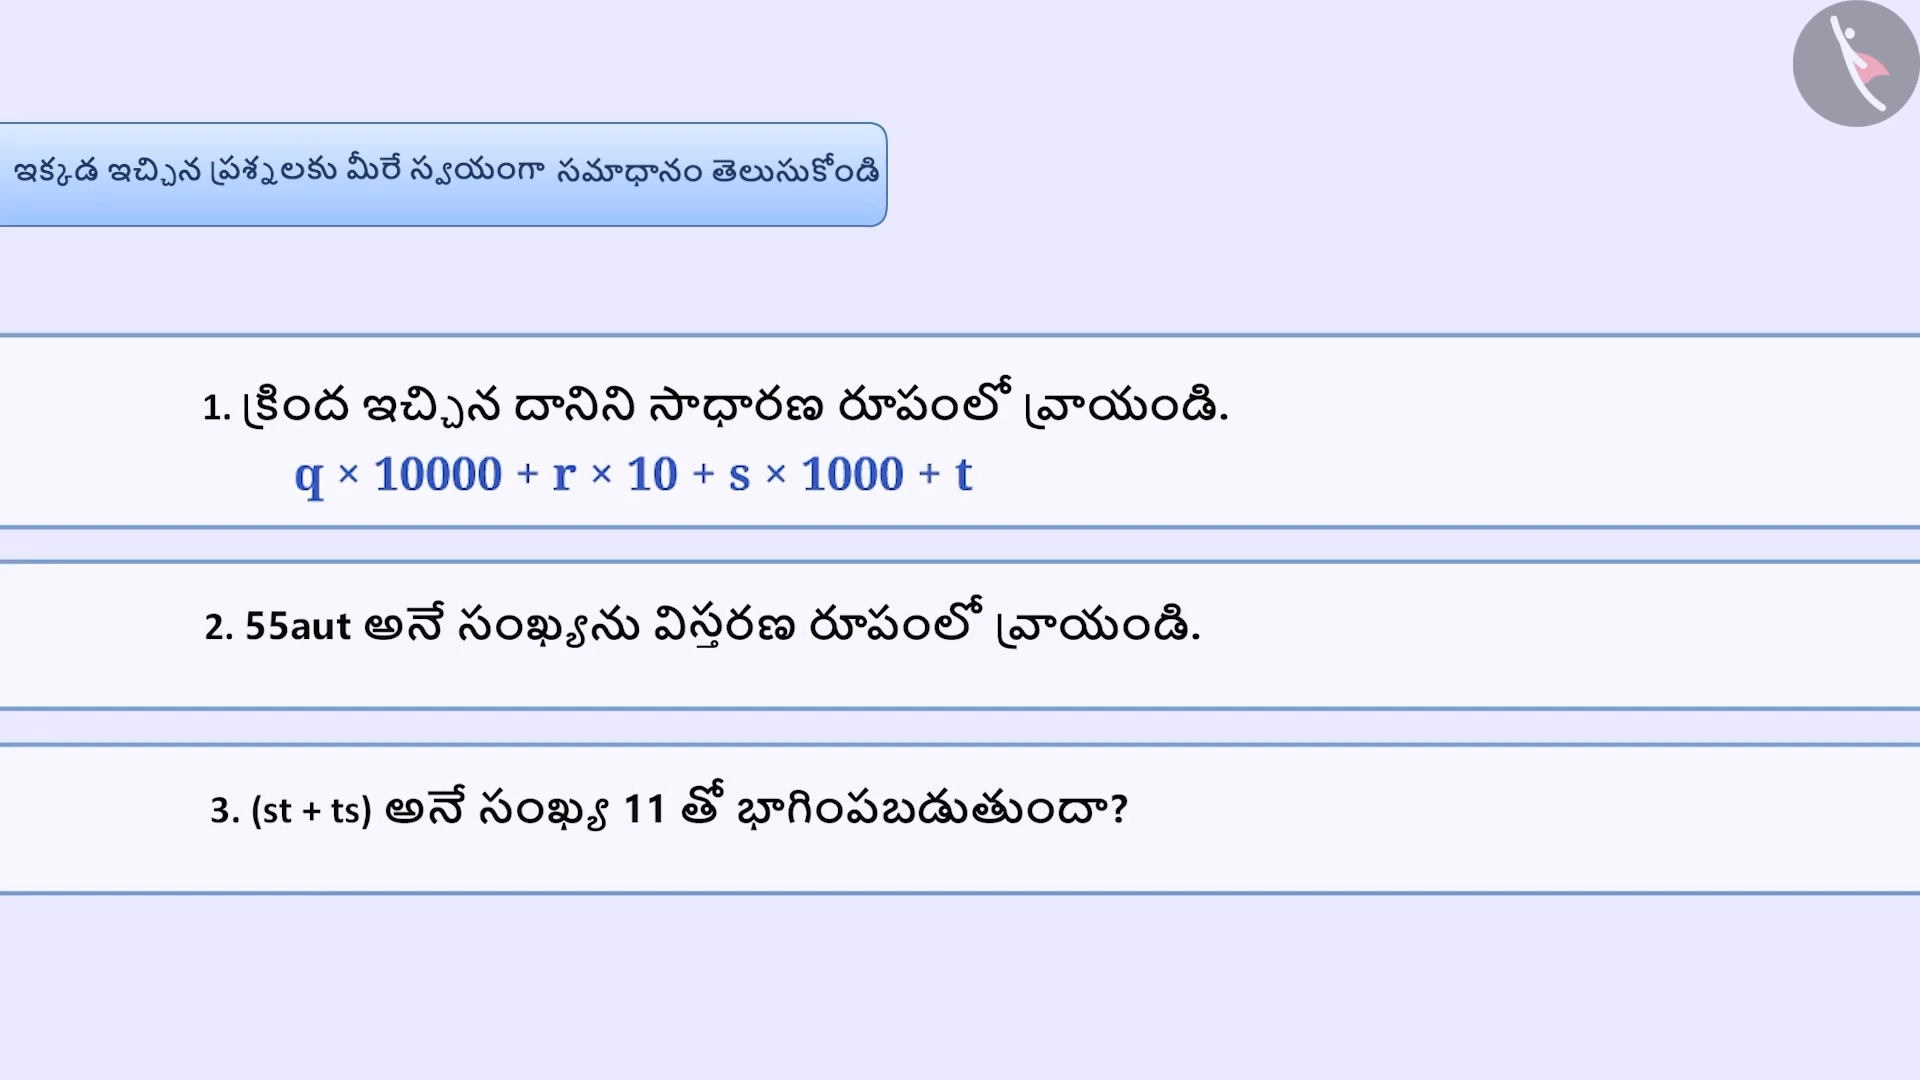 ఇక్కడ ఇచ్చిన ప్రశ్నలకు మీరే స్వయంగా సమాధానం తెలుసుకోండి
1. క్రింద ఇచ్చిన దానిని సాధారణ రూపంలో వ్రాయండి.
q × 10000 + r × 10 + s × 1000 + t
2. 55aut అనే సంఖ్యను విస్తరణ రూపంలో వ్రాయండి.
3. (st + ts) అనే సంఖ్య 11 తో భాగింపబడుతుందా?